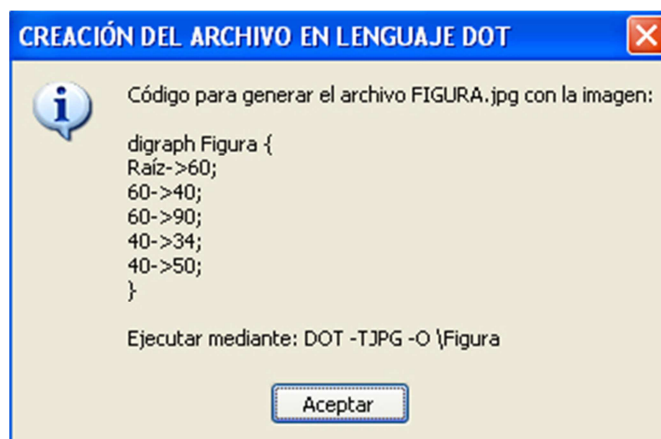 CREACIÓN DEL ARCHIVO EN LENGUAJE DOT
Código para generar el archivo FIGURA.jpg con la imagen:
digraph Figura {
Raíz->60;
60->40;
60->90;
40->34;
40->50;
}
Ejecutar mediante: DOT -TJPG -O \Figura
Aceptar